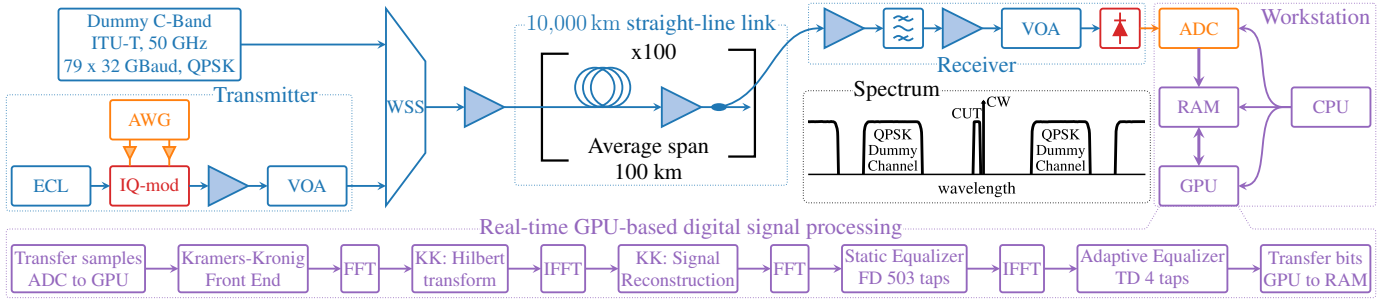 Dummy C-Band
ITU-T, 50 GHz
79 x 32 GBaud, QPSK
Transmitter
AWG
ECL
IQ-mod
VOA
WSS
10,000 km straight-line link
x100
Average span
100 km
VOA
Receiver
Spectrum
CW
CUT
QPSK
Dummy
Channel
QPSK
Dummy
Channel
wavelength
Workstation
ADC
RAM
CPU
GPU
Real-time GPU-based digital signal processing
Transfer samples
ADC to GPU
Kramers-Kronig
Front End
FFT
KK: Hilbert
transform
IFFT
KK: Signal
Reconstruction
FFT
Static Equalizer
FD 503 taps
IFFT
Adaptive Equalizer
TD 4 taps
Transfer bits
GPU to RAM